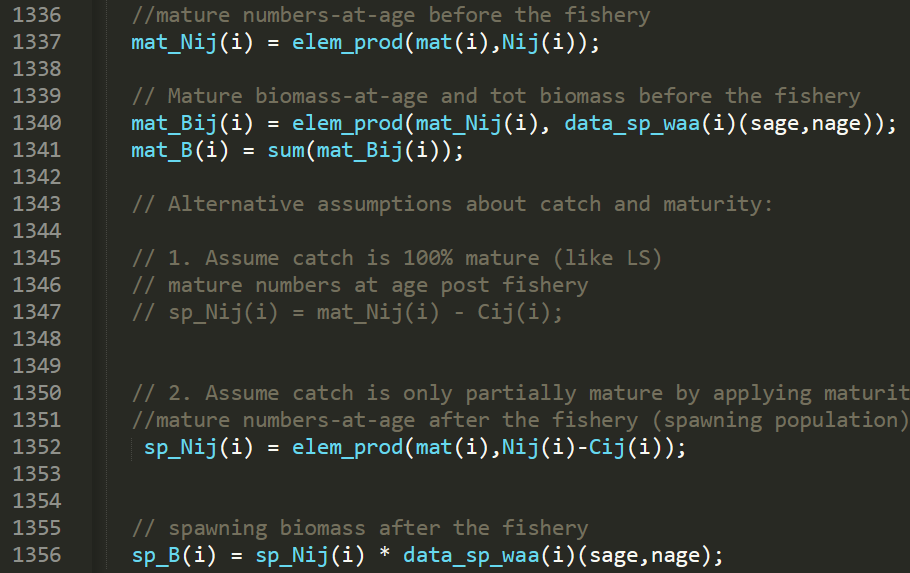 1336 //mature numbers-at-age before the fishery
1337 mat_Nij(i) = elem_prod(mat(i),Nij(i));
1338
1339 // Mature biomass-at-age and tot biomass before the fishery
1340 mat_Bij(i) = elem_prod(mat_Nij(i), data_sp_waa(i)(sage,nage));
1341 mat_B(i) = sum(mat_Bij(i));
1342
1343 // Alternative assumptions about catch and maturity:
1344
1345 // 1. Assume catch is 100% mature (like LS)
1346 // mature numbers at age post fishery
1347 // sp_Nij(i) = mat_Nij(i) - Cij(i);
1348
1349
1350 // 2. Assume catch is only partially mature by applying maturit
1351 //mature numbers-at-age after the fishery (spawning population)
1352 sp_Nij(i) = elem_prod(mat(i),Nij(i)-Cij(i));
1353
1354
1355 // spawning biomass after the fishery
1356 sp_B(i) = sp_Nij(i) * data_sp_waa(i)(sage,nage);